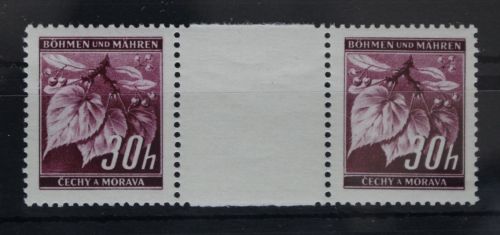 BÖHMEN UND MÄHREN
30h
ČECHY A MORAVA
BÖHMEN UND MÄHREN
30h
ČECHY A MORAVA